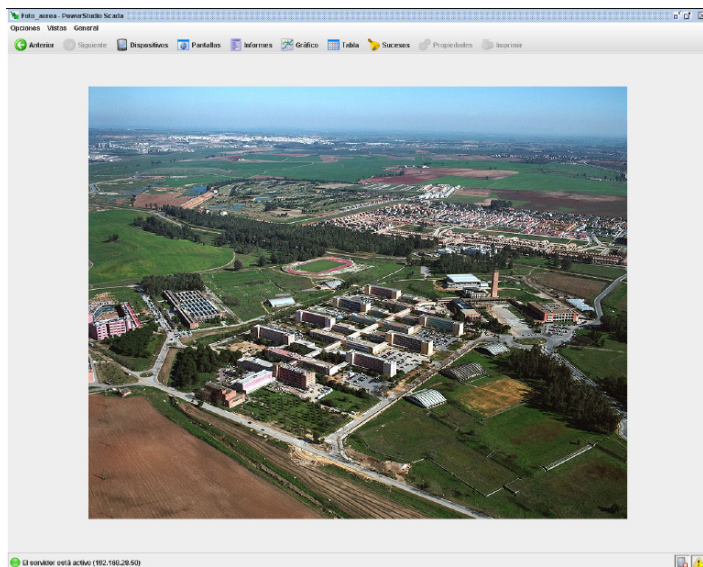 Foto_aerea - PowerStudio Scada
Opciones Vistas General
Anterior Siguiente Dispositivos Pantallas Informes Gráfico Tabla Sucesos Propiedades Imprimir
El servidor está activo (192.168.20.50)